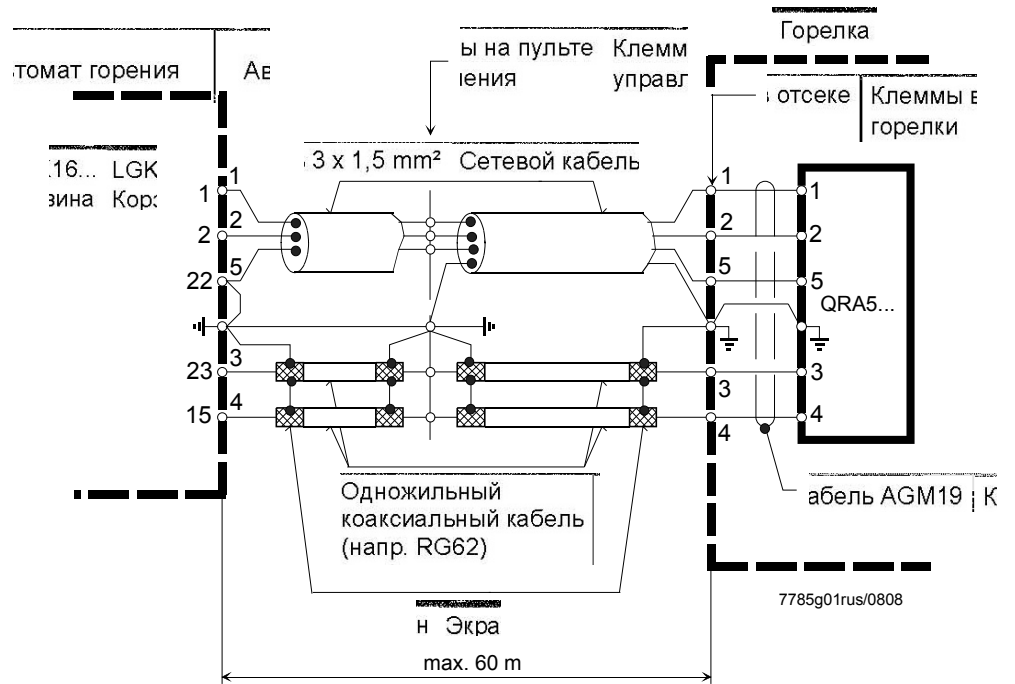 Горелка
томат горения
Ав
ы на пульте Клемм
ения управл
отсеке Клеммы в
горелки
16... LGK
зина Кор
3 x 1,5 mm² Сетевой кабель
1 1 1 1
2 2 2 2
22 5 5 5
QRA5...
23 3 3 3
15 4 4 4
Одножильный
коаксиальный кабель
(напр. RG62)
абель AGM19 К
7785g01rus/0808
н Экра
max. 60 m